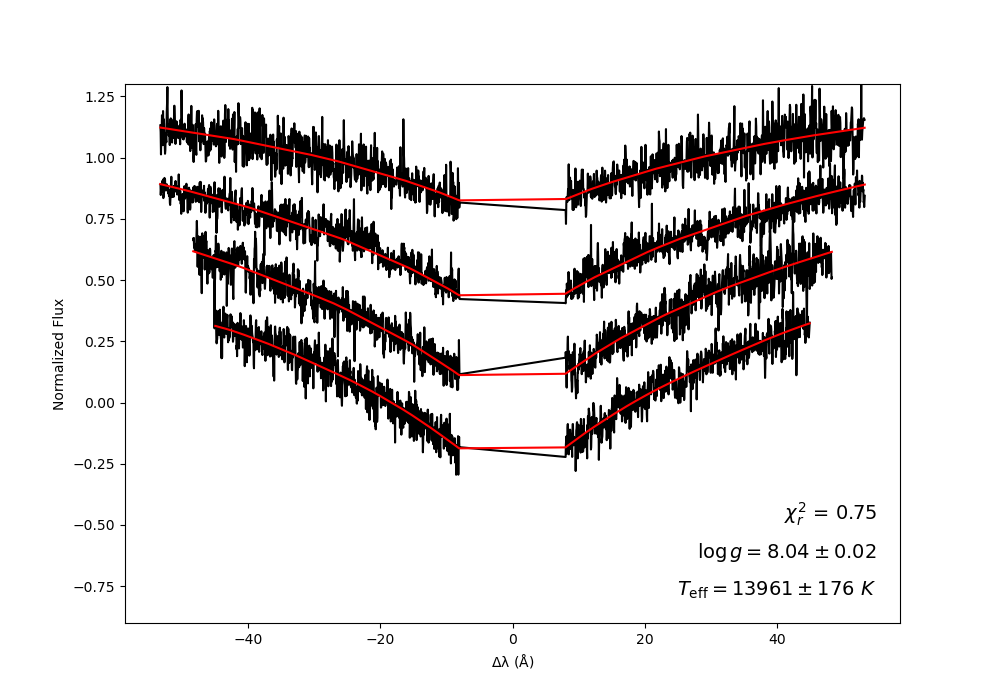 1.25
1.00
0.75
0.50
0.25
0.00
−0.25
−0.50
−0.75
Normalized Flux
χ²ᵣ = 0.75
log g = 8.04 ± 0.02
T_eff = 13961 ± 176 K
−40 −20 0 20 40
Δλ (Å)